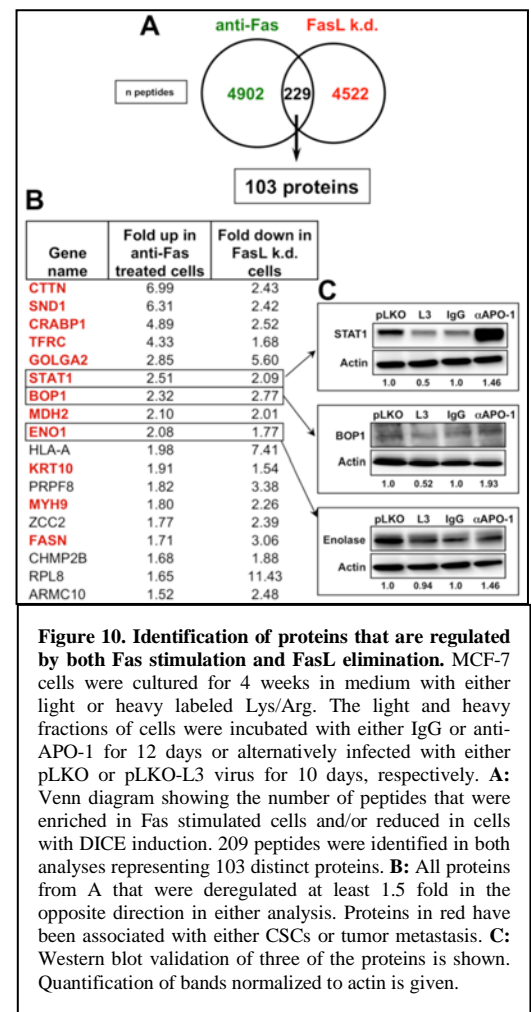 A
anti-Fas FasL k.d.
n peptides
4902 229 4522
103 proteins
B
Gene name Fold up in anti-Fas treated cells Fold down in FasL k.d. cells
CTTN 6.99 2.43
SND1 6.31 2.42
CRABP1 4.89 2.52
TFRC 4.33 1.68
GOLGA2 2.85 5.60
STAT1 2.51 2.09
BOP1 2.32 2.77
MDH2 2.10 2.01
ENO1 2.08 1.77
HLA-A 1.98 7.41
KRT10 1.91 1.54
PRPF8 1.82 3.38
MYH9 1.80 2.26
ZCC2 1.77 2.39
FASN 1.71 3.06
CHMP2B 1.68 1.88
RPL8 1.65 11.43
ARMC10 1.52 2.48
C
pLKO L3 IgG αAPO-1
STAT1
Actin
1.0 0.5 1.0 1.46
pLKO L3 IgG αAPO-1
BOP1
Actin
1.0 0.52 1.0 1.93
pLKO L3 IgG αAPO-1
Enolase
Actin
1.0 0.94 1.0 1.46
Figure 10. Identification of proteins that are regulated
by both Fas stimulation and FasL elimination. MCF-7
cells were cultured for 4 weeks in medium with either
light or heavy labeled Lys/Arg. The light and heavy
fractions of cells were incubated with either IgG or anti-
APO-1 for 12 days or alternatively infected with either
pLKO or pLKO-L3 virus for 10 days, respectively. A:
Venn diagram showing the number of peptides that were
enriched in Fas stimulated cells and/or reduced in cells
with DICE induction. 209 peptides were identified in both
analyses representing 103 distinct proteins. B: All proteins
from A that were deregulated at least 1.5 fold in the
opposite direction in either analysis. Proteins in red have
been associated with either CSCs or tumor metastasis. C:
Western blot validation of three of the proteins is shown.
Quantification of bands normalized to actin is given.